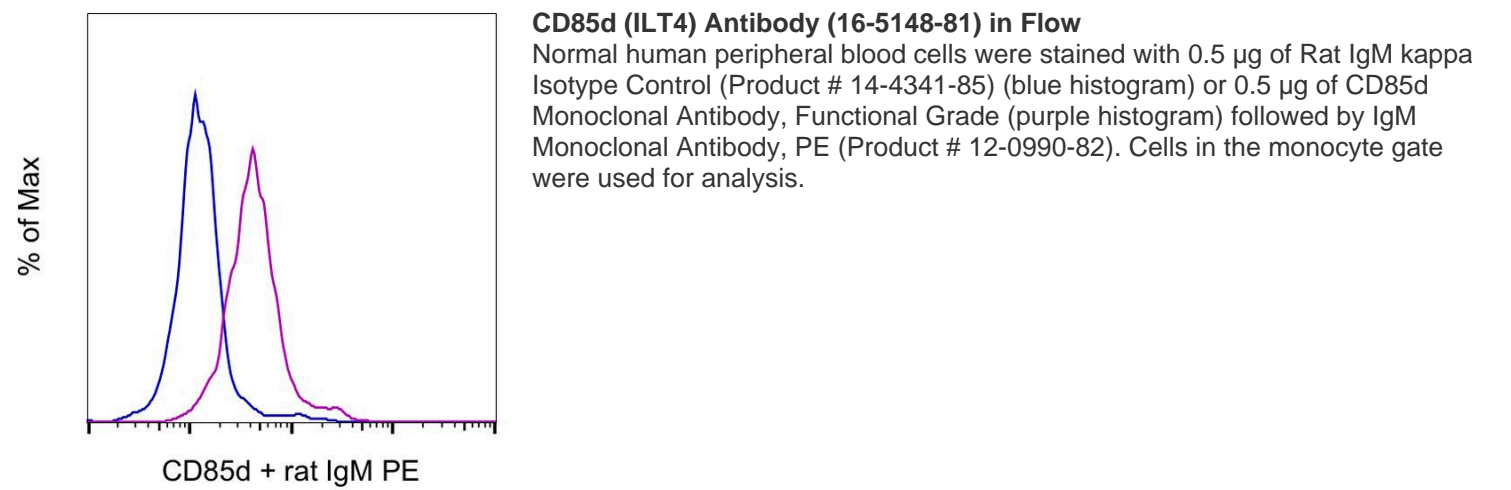 % of Max
CD85d + rat IgM PE
CD85d (ILT4) Antibody (16-5148-81) in Flow
Normal human peripheral blood cells were stained with 0.5 µg of Rat IgM kappa
Isotype Control (Product # 14-4341-85) (blue histogram) or 0.5 µg of CD85d
Monoclonal Antibody, Functional Grade (purple histogram) followed by IgM
Monoclonal Antibody, PE (Product # 12-0990-82). Cells in the monocyte gate
were used for analysis.